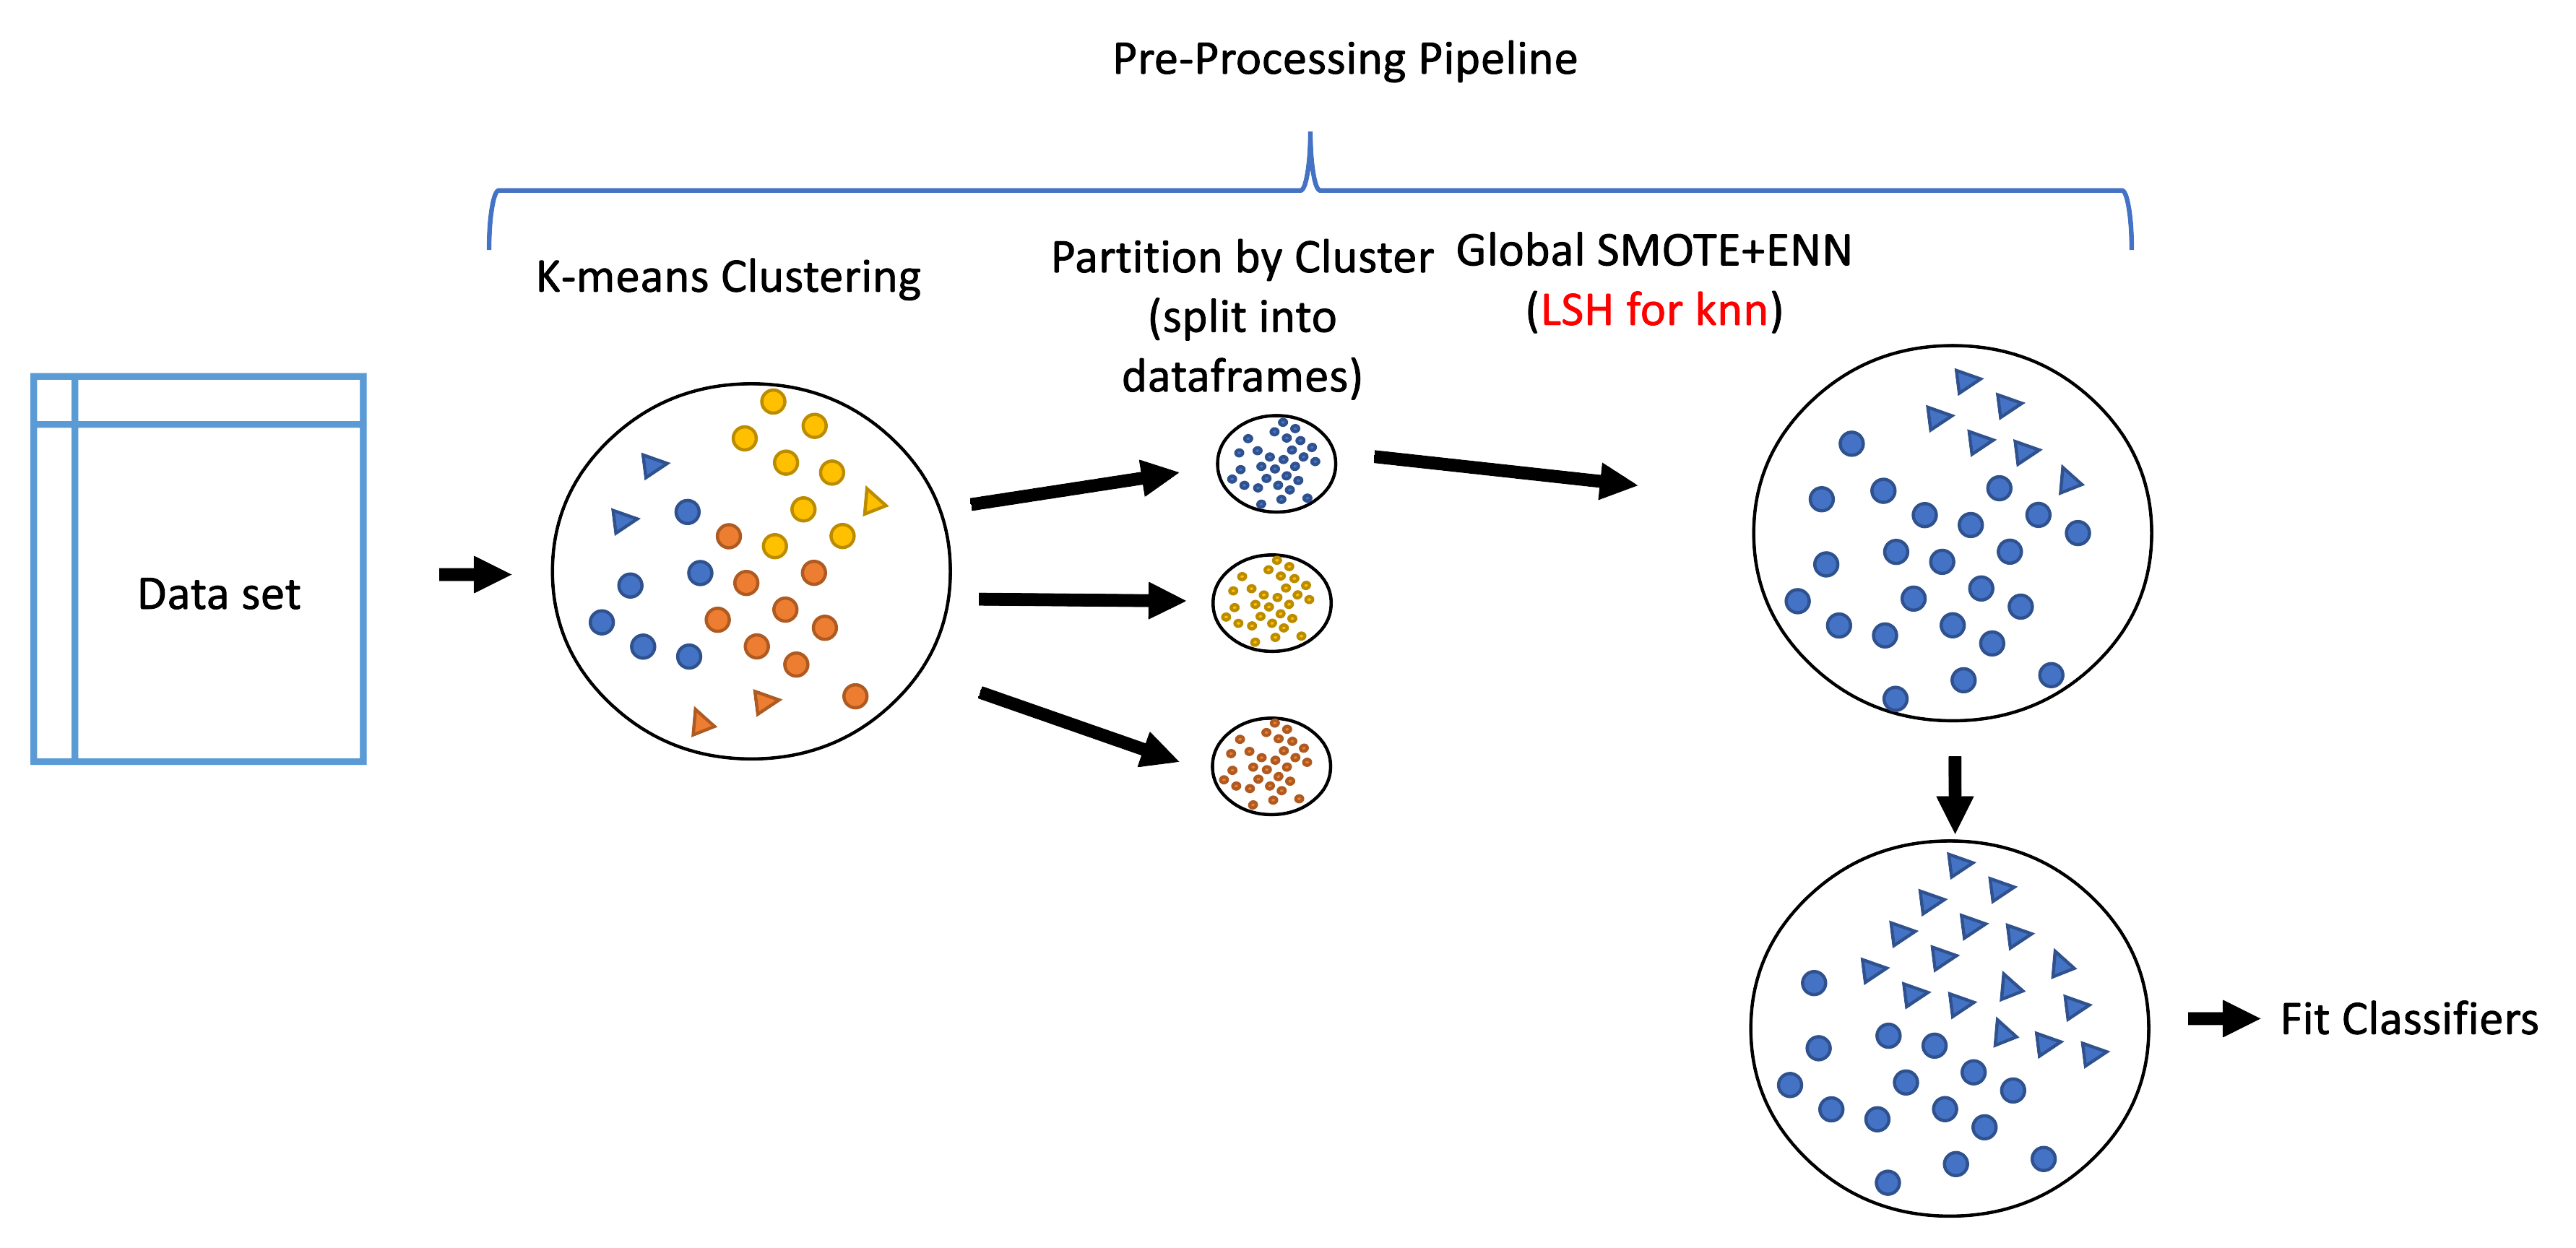 Pre-Processing Pipeline
K-means Clustering
Partition by Cluster
(split into
dataframes)
Global SMOTE+ENN
(LSH for knn)
Data set
Fit Classifiers